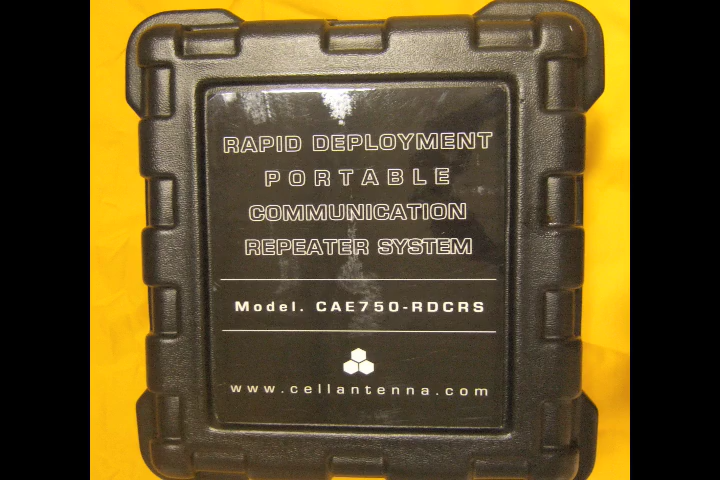 RAPID DEPLOYMENT
PORTABLE
COMMUNICATION
REPEATER SYSTEM
Model. CAE750-RDCRS
www.cellantenna.com